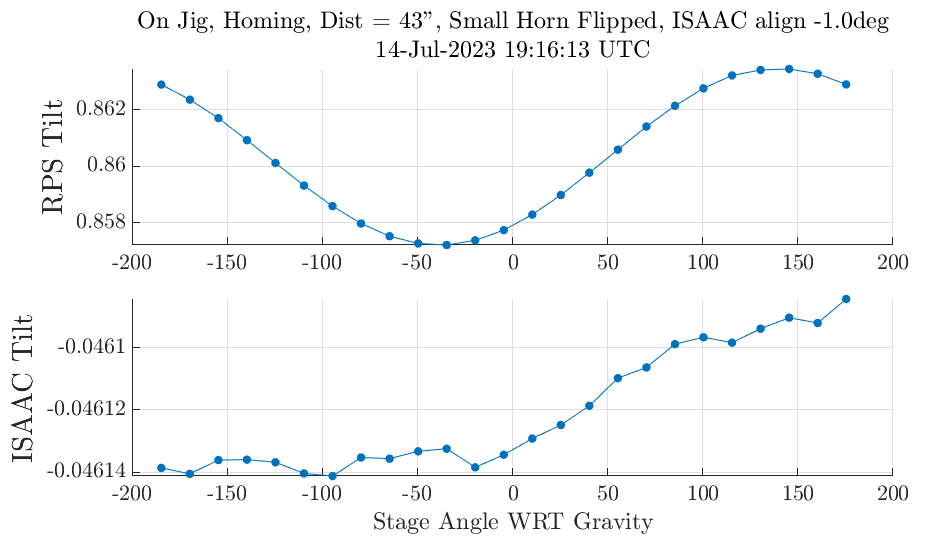 On Jig, Homing, Dist = 43”, Small Horn Flipped, ISAAC align -1.0deg
14-Jul-2023 19:16:13 UTC
RPS Tilt
0.862
0.86
0.858
-200 -150 -100 -50 0 50 100 150 200
ISAAC Tilt
-0.0461
-0.04612
-0.04614
-200 -150 -100 -50 0 50 100 150 200
Stage Angle WRT Gravity